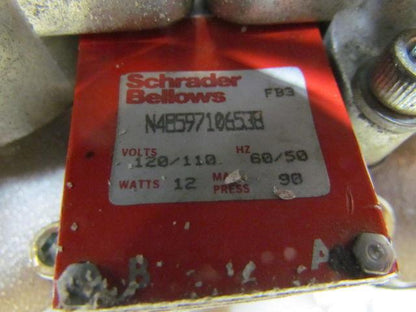 Schrader
Bellows FB3
N4859710653B
VOLTS 120/110 HZ 60/50
WATTS 12 MAX PRESS 90
B A